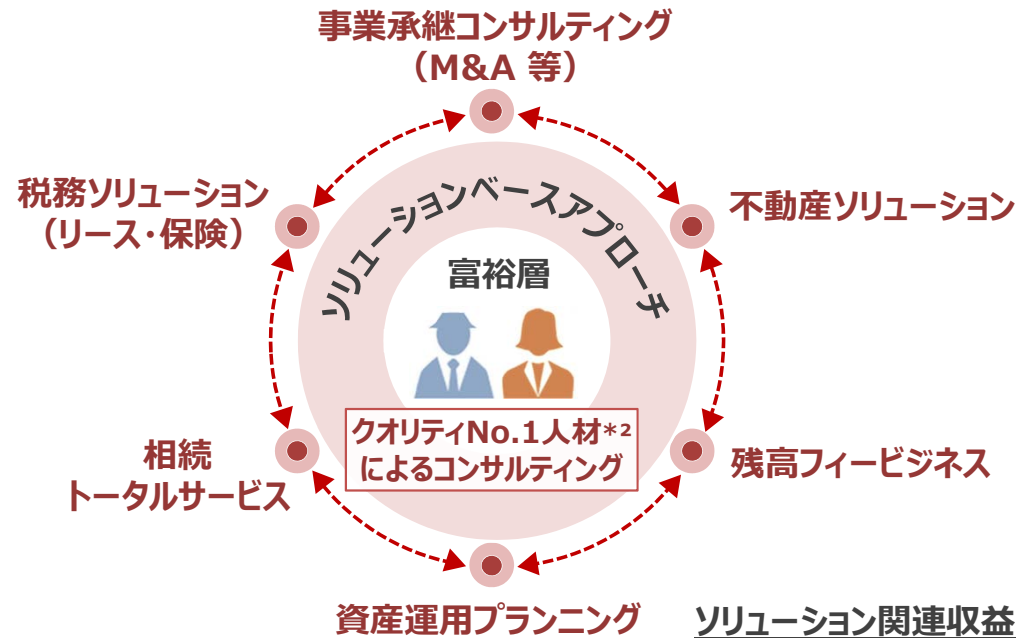 事業承継コンサルティング
（M&A 等）
税務ソリューション
（リース・保険）
不動産ソリューション
ソリューションベースアプローチ
富裕層
クオリティNo.1人材*2
によるコンサルティング
相続
トータルサービス
残高フィービジネス
資産運用プランニング
ソリューション関連収益